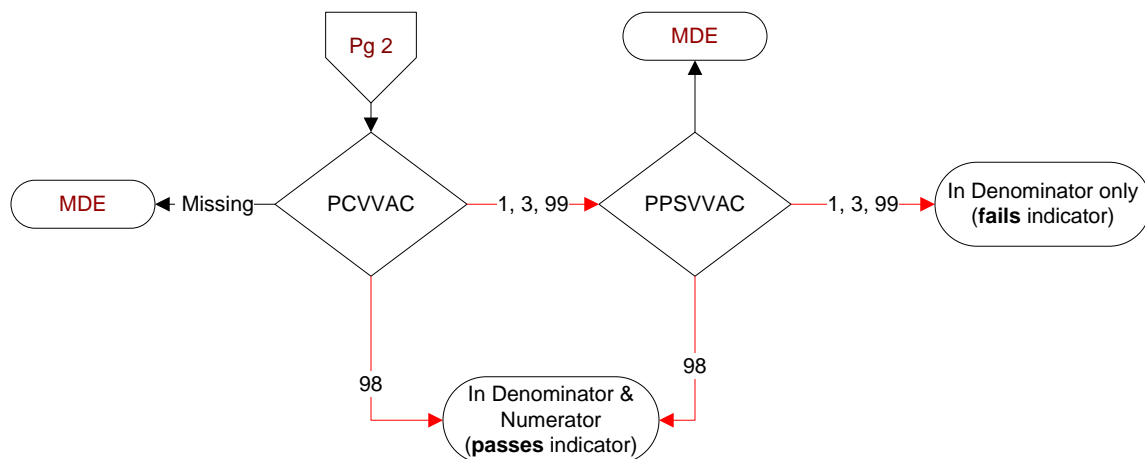 Pg 2
MDE
MDE
Missing
PCVVAC
1, 3, 99
PPSVVAC
1, 3, 99
In Denominator only
(fails indicator)
98
98
In Denominator &
Numerator
(passes indicator)